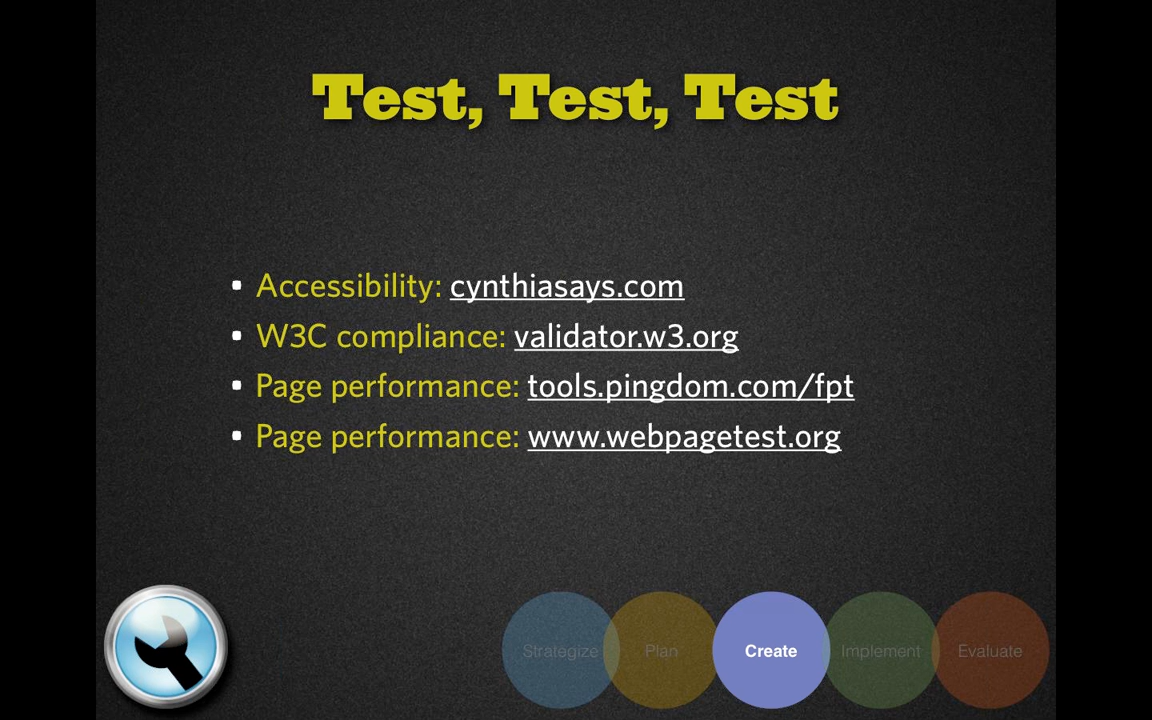 Test, Test, Test
• Accessibility: cynthiasays.com
• W3C compliance: validator.w3.org
• Page performance: tools.pingdom.com/fpt
• Page performance: www.webpagetest.org
Strategize Plan Create Implement Evaluate